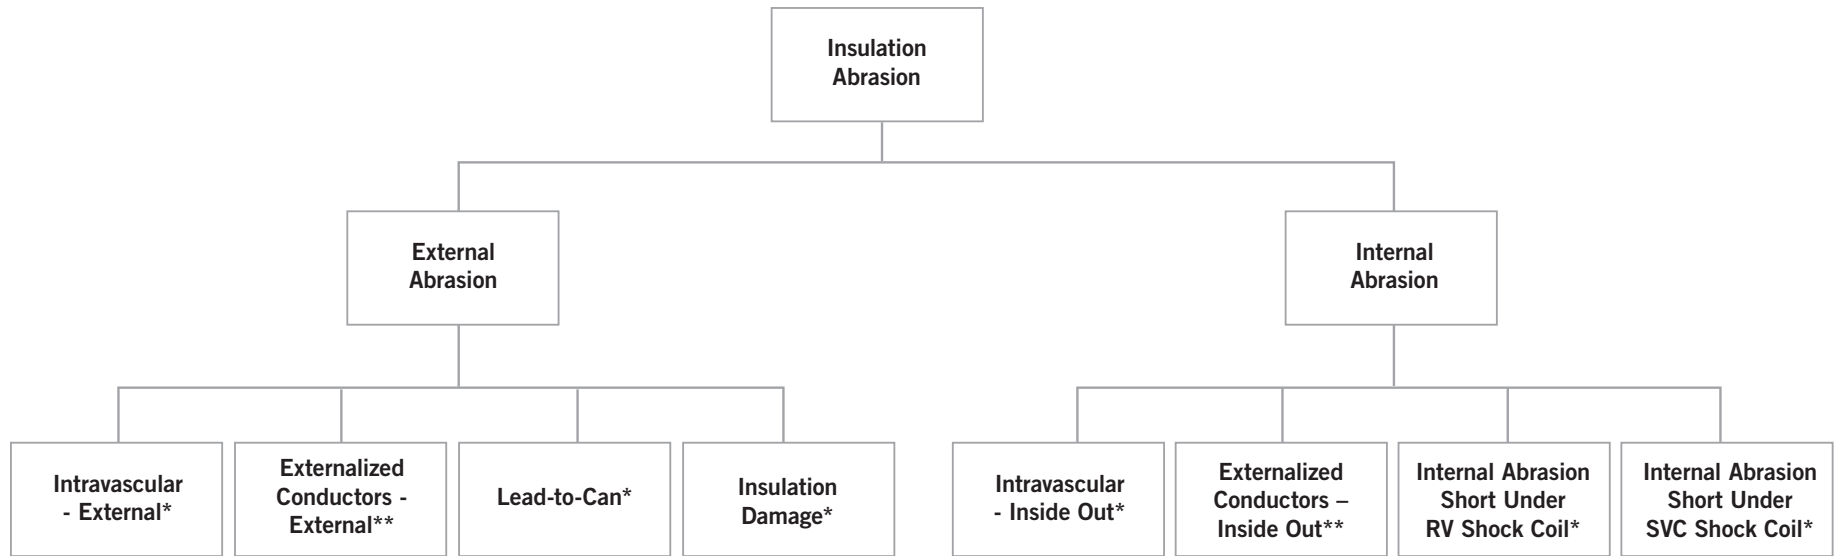 Insulation
Abrasion
External
Abrasion
Internal
Abrasion
Intravascular
- External*
Externalized
Conductors -
External**
Lead-to-Can*
Insulation
Damage*
Intravascular
- Inside Out*
Externalized
Conductors –
Inside Out**
Internal Abrasion
Short Under
RV Shock Coil*
Internal Abrasion
Short Under
SVC Shock Coil*